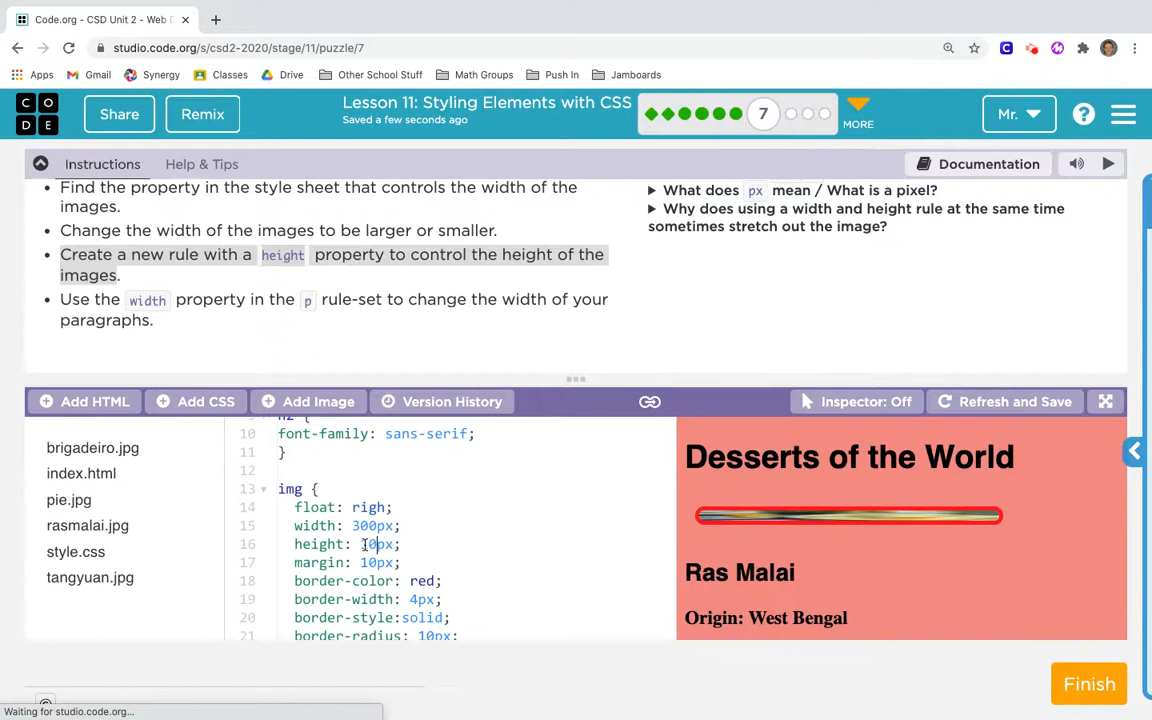 Code.org - CSD Unit 2 - Web D
studio.code.org/s/csd2-2020/stage/11/puzzle/7
Apps
Gmail
Synergy
Classes
Drive
Other School Stuff
Math Groups
Push In
Jamboards
C O
D E
Share
Remix
Lesson 11: Styling Elements with CSS
Saved a few seconds ago
7
MORE
Mr.
Instructions
Help & Tips
Documentation
Find the property in the style sheet that controls the width of the
images.
Change the width of the images to be larger or smaller.
Create a new rule with a height property to control the height of the
images.
Use the width property in the p rule-set to change the width of your
paragraphs.
What does px mean / What is a pixel?
Why does using a width and height rule at the same time
sometimes stretch out the image?
Add HTML
Add CSS
Add Image
Version History
Inspector: Off
Refresh and Save
brigadeiro.jpg
index.html
pie.jpg
rasmalai.jpg
style.css
tangyuan.jpg
10 font-family: sans-serif;
11 }
12
13 img {
14 float: righ;
15 width: 300px;
16 height: 10px;
17 margin: 10px;
18 border-color: red;
19 border-width: 4px;
20 border-style:solid;
21 border-radius: 10px;
Desserts of the World
Ras Malai
Origin: West Bengal
Finish
Waiting for studio.code.org...